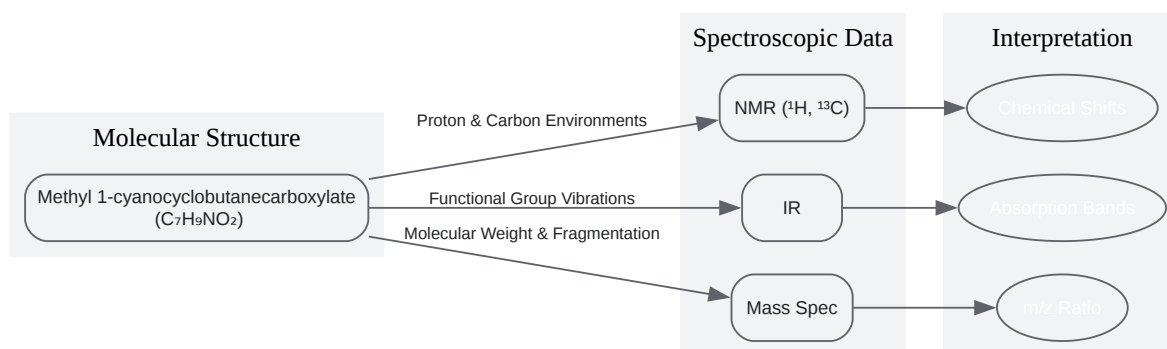 Spectroscopic Data
Interpretation
NMR (¹H, ¹³C)
Chemical Shifts
Proton & Carbon Environments
Molecular Structure
Methyl 1-cyanocyclobutanecarboxylate
(C₇H₉NO₂)
Functional Group Vibrations
IR
Absorption Bands
Molecular Weight & Fragmentation
Mass Spec
m/z Ratio